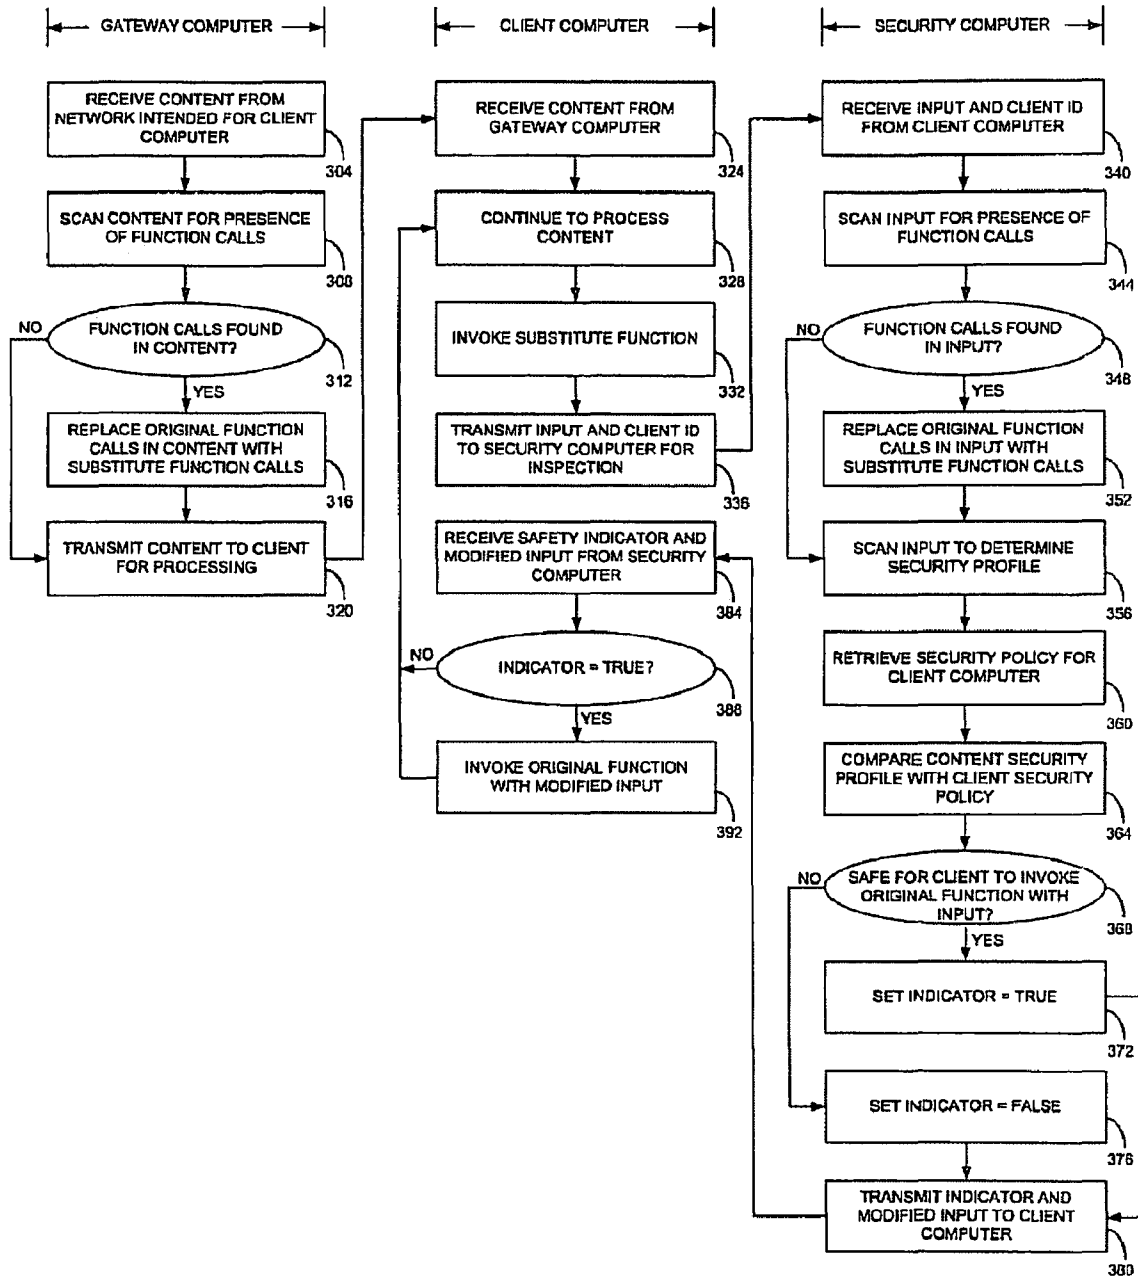 GATEWAY COMPUTER
RECEIVE CONTENT FROM
NETWORK INTENDED FOR CLIENT
COMPUTER
304
SCAN CONTENT FOR PRESENCE
OF FUNCTION CALLS
308
FUNCTION CALLS FOUND
IN CONTENT?
312
NO
YES
REPLACE ORIGINAL FUNCTION
CALLS IN CONTENT WITH
SUBSTITUTE FUNCTION CALLS
316
TRANSMIT CONTENT TO CLIENT
FOR PROCESSING
320
CLIENT COMPUTER
RECEIVE CONTENT FROM
GATEWAY COMPUTER
324
CONTINUE TO PROCESS
CONTENT
328
INVOKE SUBSTITUTE FUNCTION
332
TRANSMIT INPUT AND CLIENT ID
TO SECURITY COMPUTER FOR
INSPECTION
336
RECEIVE SAFETY INDICATOR AND
MODIFIED INPUT FROM SECURITY
COMPUTER
384
NO
INDICATOR = TRUE?
388
YES
INVOKE ORIGINAL FUNCTION
WITH MODIFIED INPUT
392
SECURITY COMPUTER
RECEIVE INPUT AND CLIENT ID
FROM CLIENT COMPUTER
340
SCAN INPUT FOR PRESENCE OF
FUNCTION CALLS
344
NO
FUNCTION CALLS FOUND
IN INPUT?
348
YES
REPLACE ORIGINAL FUNCTION
CALLS IN INPUT WITH
SUBSTITUTE FUNCTION CALLS
352
SCAN INPUT TO DETERMINE
SECURITY PROFILE
356
RETRIEVE SECURITY POLICY FOR
CLIENT COMPUTER
360
COMPARE CONTENT SECURITY
PROFILE WITH CLIENT SECURITY
POLICY
364
NO
SAFE FOR CLIENT TO INVOKE
ORIGINAL FUNCTION WITH
INPUT?
368
YES
SET INDICATOR = TRUE
372
SET INDICATOR = FALSE
376
TRANSMIT INDICATOR AND
MODIFIED INPUT TO CLIENT
COMPUTER
380